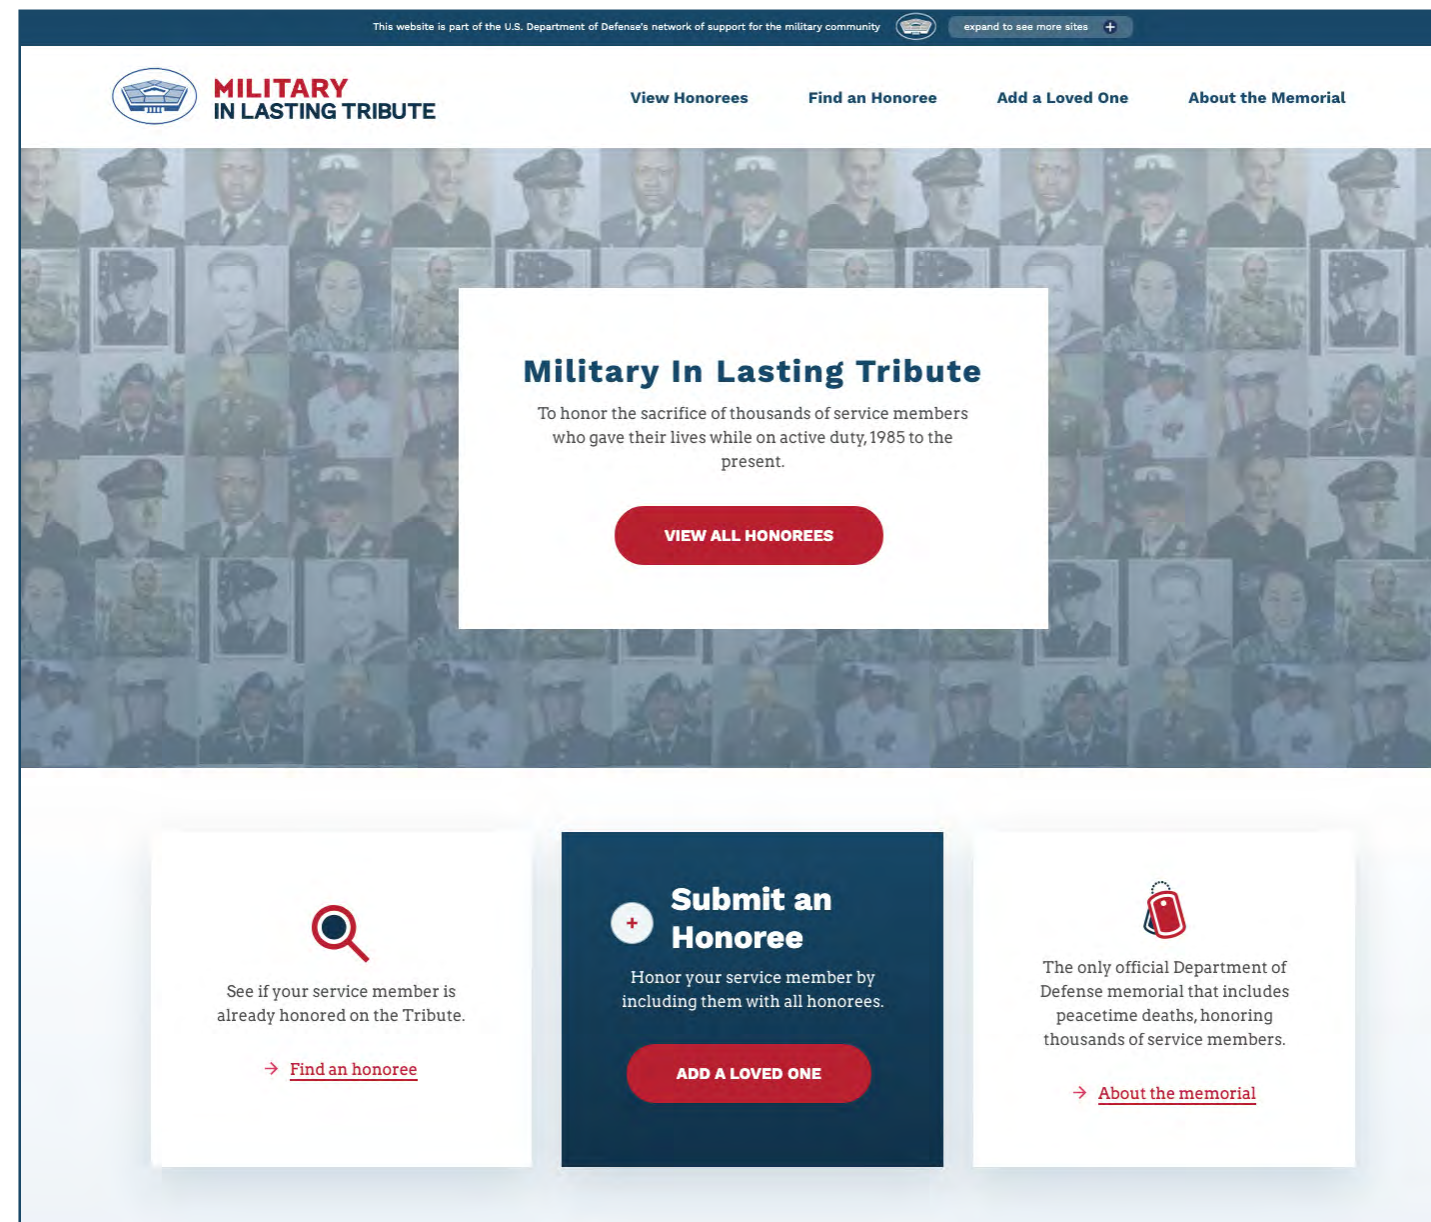 This website is part of the U.S. Department of Defense's network of support for the military community
expand to see more sites
MILITARY
IN LASTING TRIBUTE
View Honorees
Find an Honoree
Add a Loved One
About the Memorial
Military In Lasting Tribute
To honor the sacrifice of thousands of service members
who gave their lives while on active duty, 1985 to the
present.
VIEW ALL HONOREES
See if your service member is
already honored on the Tribute.
Find an honoree
Submit an
Honoree
Honor your service member by
including them with all honorees.
ADD A LOVED ONE
The only official Department of
Defense memorial that includes
peacetime deaths, honoring
thousands of service members.
About the memorial